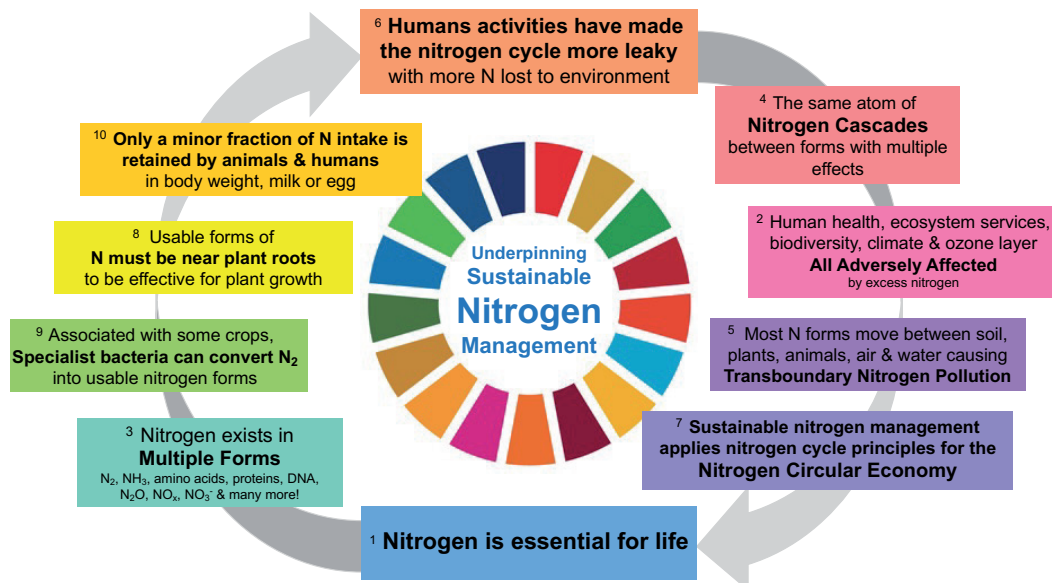 ⁶ Humans activities have made
the nitrogen cycle more leaky
with more N lost to environment
⁴ The same atom of
Nitrogen Cascades
between forms with multiple
effects
² Human health, ecosystem services,
biodiversity, climate & ozone layer
All Adversely Affected
by excess nitrogen
⁵ Most N forms move between soil,
plants, animals, air & water causing
Transboundary Nitrogen Pollution
⁷ Sustainable nitrogen management
applies nitrogen cycle principles for the
Nitrogen Circular Economy
¹ Nitrogen is essential for life
³ Nitrogen exists in
Multiple Forms
N₂, NH₃, amino acids, proteins, DNA,
N₂O, NOₓ, NO₃⁻ & many more!
⁹ Associated with some crops,
Specialist bacteria can convert N₂
into usable nitrogen forms
⁸ Usable forms of
N must be near plant roots
to be effective for plant growth
¹⁰ Only a minor fraction of N intake is
retained by animals & humans
in body weight, milk or egg
Underpinning
Sustainable
Nitrogen
Management